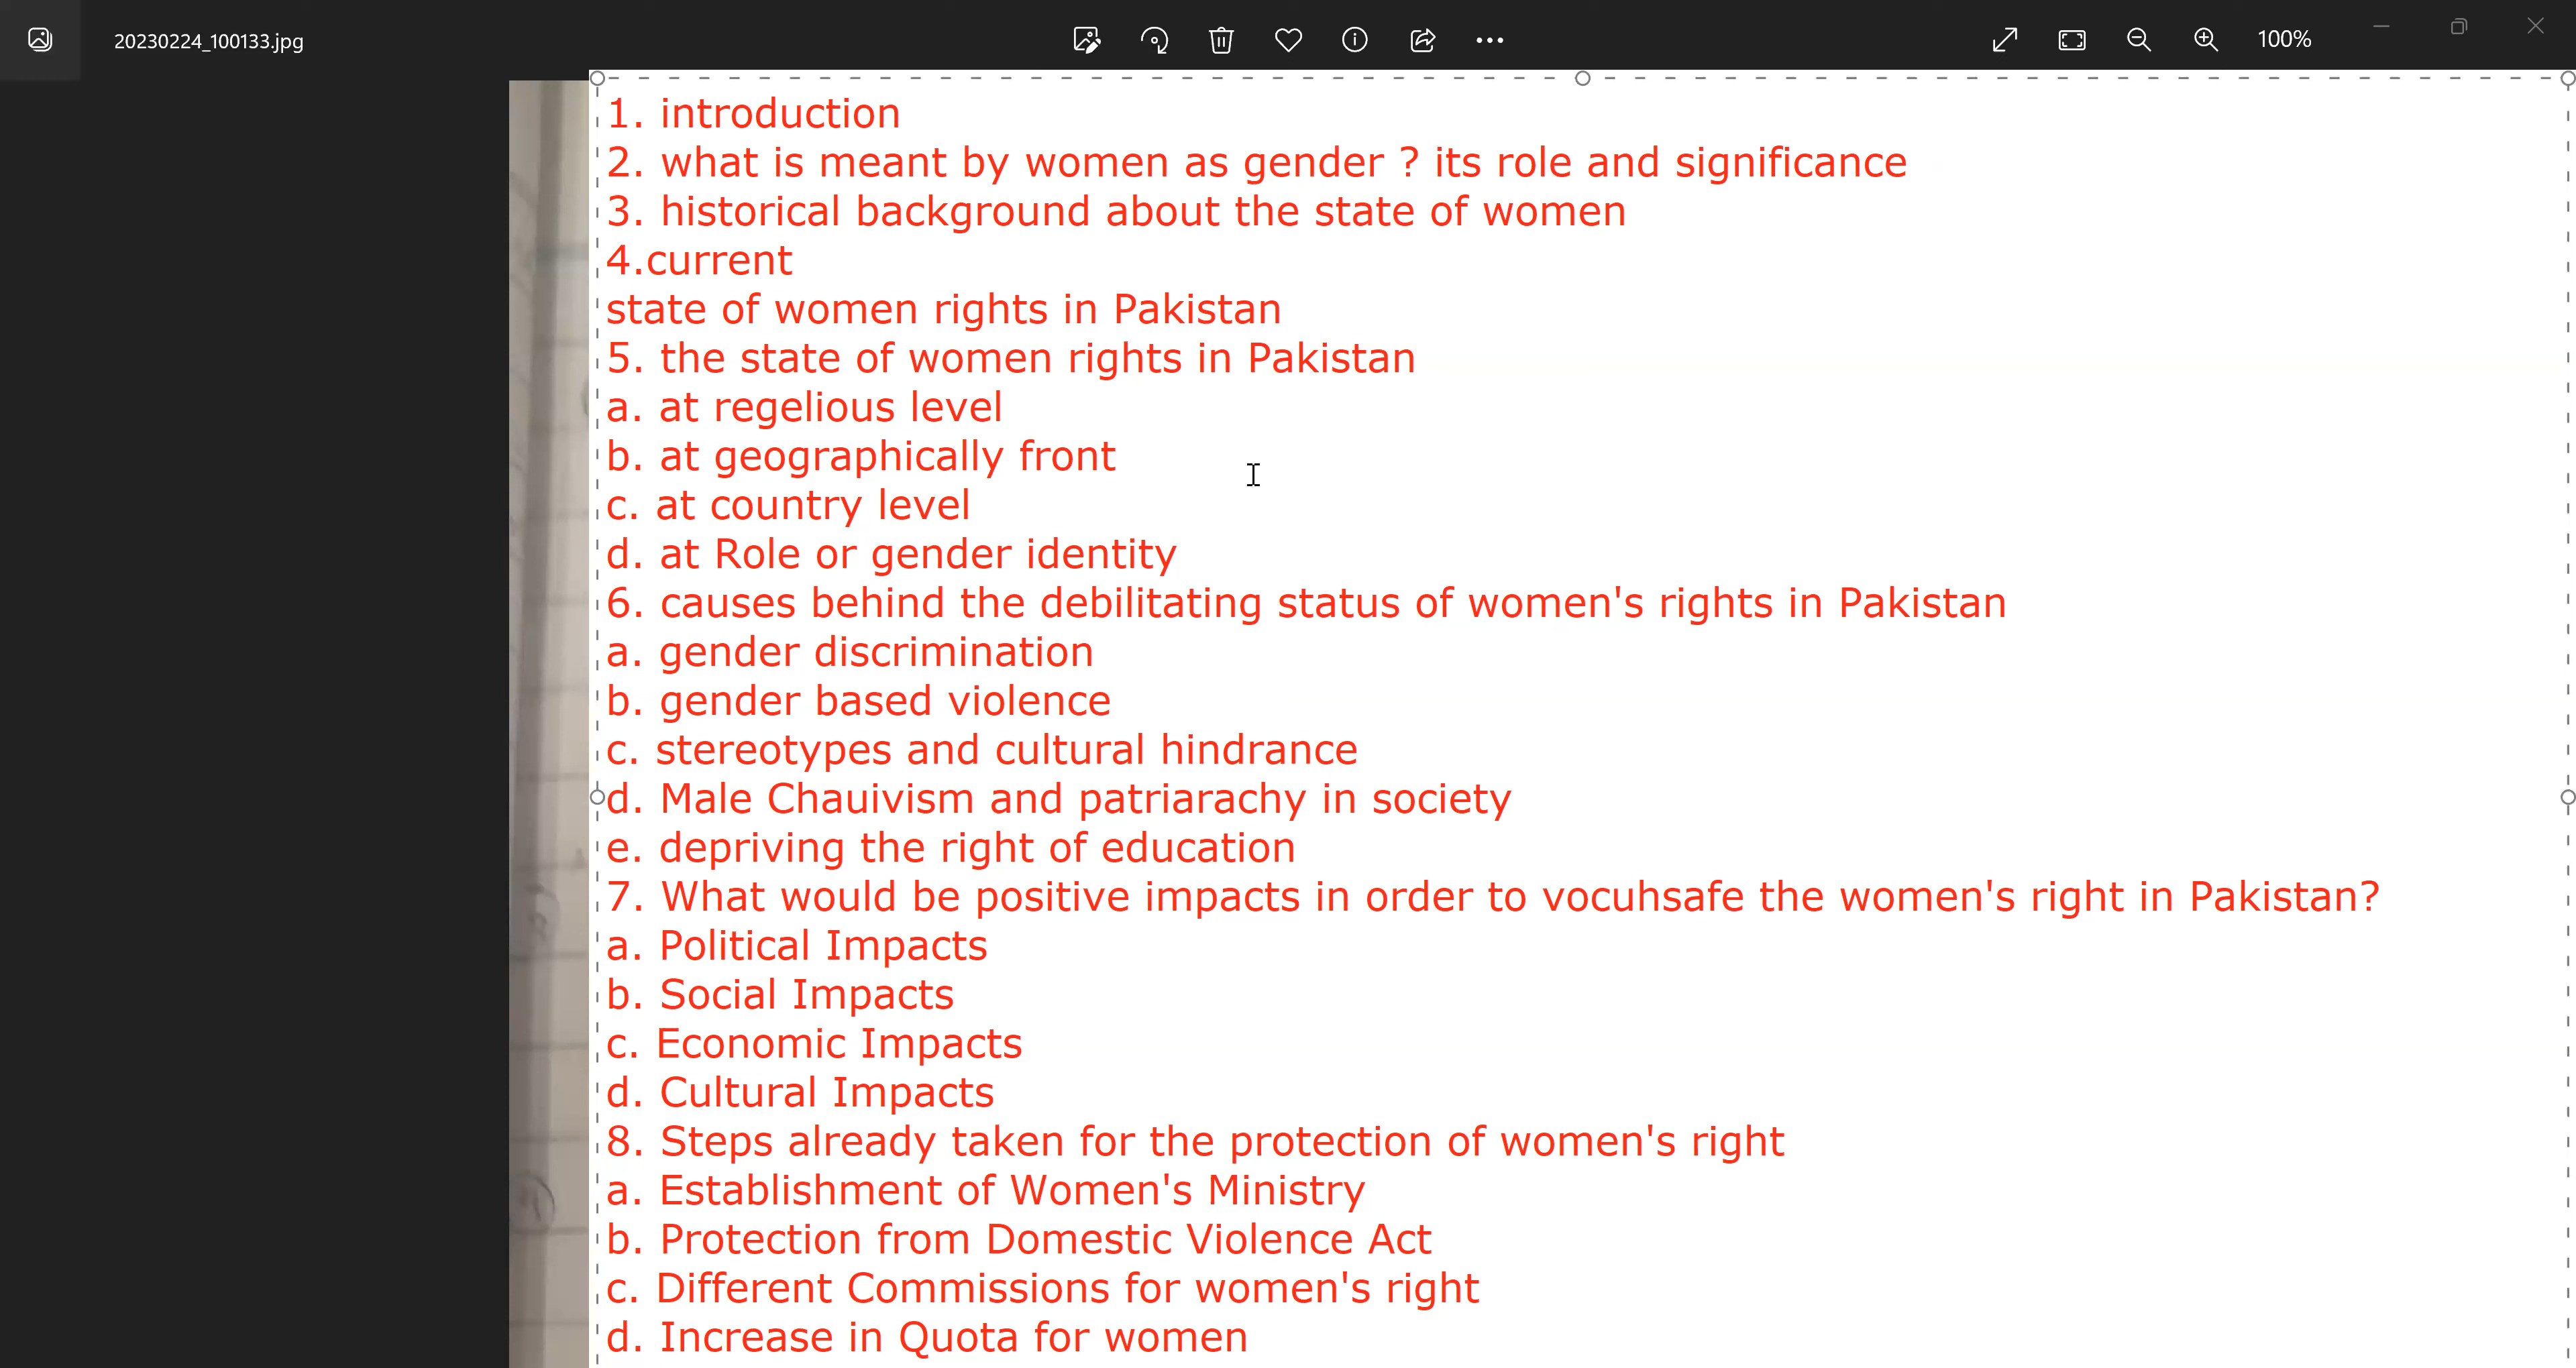 20230224_100133.jpg
100%
1. introduction
2. what is meant by women as gender ? its role and significance
3. historical background about the state of women
4.current
state of women rights in Pakistan
5. the state of women rights in Pakistan
a. at regelious level
b. at geographically front
c. at country level
d. at Role or gender identity
6. causes behind the debilitating status of women's rights in Pakistan
a. gender discrimination
b. gender based violence
c. stereotypes and cultural hindrance
d. Male Chauivism and patriarachy in society
e. depriving the right of education
7. What would be positive impacts in order to vocuhsafe the women's right in Pakistan?
a. Political Impacts
b. Social Impacts
c. Economic Impacts
d. Cultural Impacts
8. Steps already taken for the protection of women's right
a. Establishment of Women's Ministry
b. Protection from Domestic Violence Act
c. Different Commissions for women's right
d. Increase in Quota for women